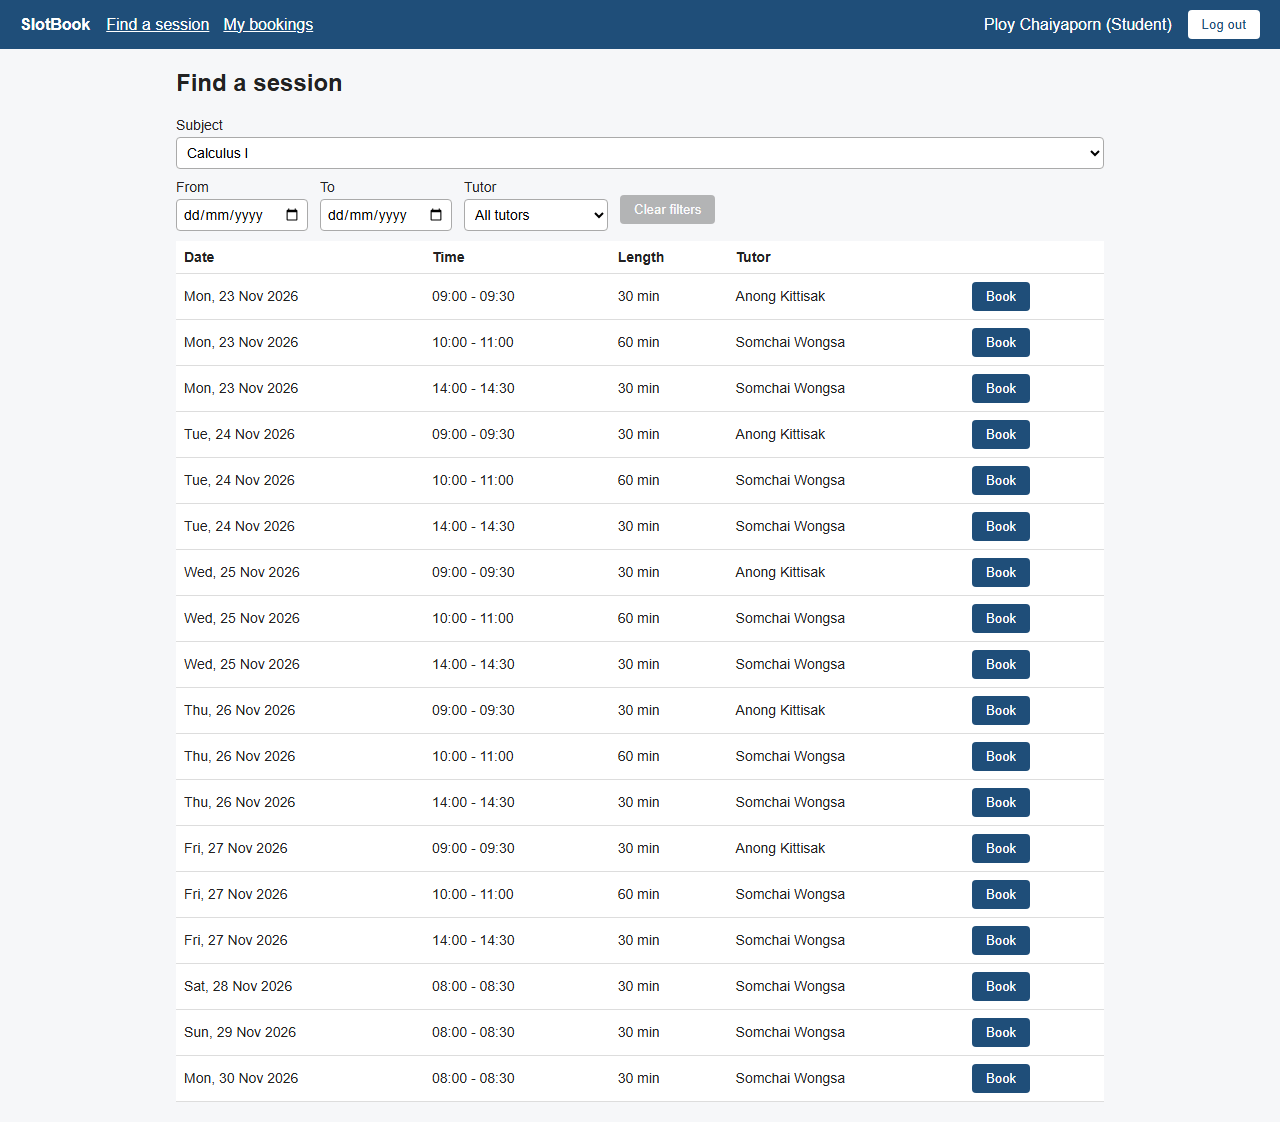 SlotBook Find a session My bookings Ploy Chaiyaporn (Student) Log out
Find a session
Subject
Calculus I
From To Tutor
dd/mm/yyyy dd/mm/yyyy All tutors Clear filters
Date Time Length Tutor
Mon, 23 Nov 2026 09:00 - 09:30 30 min Anong Kittisak Book
Mon, 23 Nov 2026 10:00 - 11:00 60 min Somchai Wongsa Book
Mon, 23 Nov 2026 14:00 - 14:30 30 min Somchai Wongsa Book
Tue, 24 Nov 2026 09:00 - 09:30 30 min Anong Kittisak Book
Tue, 24 Nov 2026 10:00 - 11:00 60 min Somchai Wongsa Book
Tue, 24 Nov 2026 14:00 - 14:30 30 min Somchai Wongsa Book
Wed, 25 Nov 2026 09:00 - 09:30 30 min Anong Kittisak Book
Wed, 25 Nov 2026 10:00 - 11:00 60 min Somchai Wongsa Book
Wed, 25 Nov 2026 14:00 - 14:30 30 min Somchai Wongsa Book
Thu, 26 Nov 2026 09:00 - 09:30 30 min Anong Kittisak Book
Thu, 26 Nov 2026 10:00 - 11:00 60 min Somchai Wongsa Book
Thu, 26 Nov 2026 14:00 - 14:30 30 min Somchai Wongsa Book
Fri, 27 Nov 2026 09:00 - 09:30 30 min Anong Kittisak Book
Fri, 27 Nov 2026 10:00 - 11:00 60 min Somchai Wongsa Book
Fri, 27 Nov 2026 14:00 - 14:30 30 min Somchai Wongsa Book
Sat, 28 Nov 2026 08:00 - 08:30 30 min Somchai Wongsa Book
Sun, 29 Nov 2026 08:00 - 08:30 30 min Somchai Wongsa Book
Mon, 30 Nov 2026 08:00 - 08:30 30 min Somchai Wongsa Book